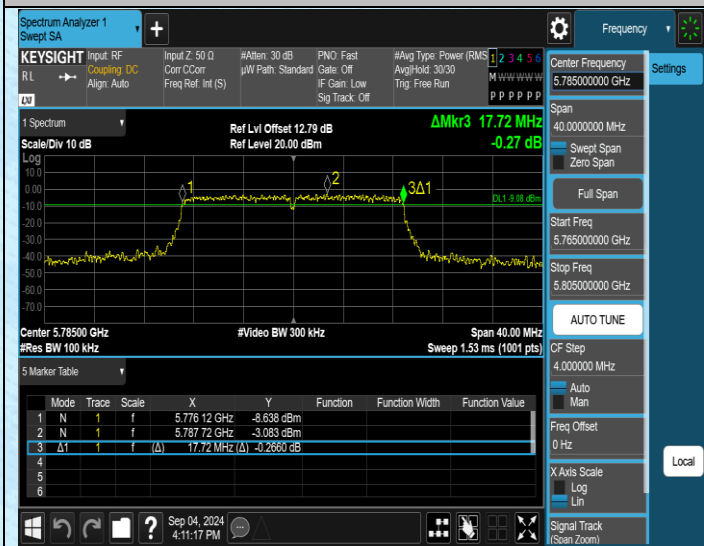 Spectrum Analyzer 1
Swept SA
+
Frequency
KEYSIGHT
R L
LXI
Input: RF
Coupling: DC
Align: Auto
Input Z: 50 Ω
Corr CCorr
Freq Ref: Int (S)
#Atten: 30 dB
µW Path: Standard
PNO: Fast
Gate: Off
IF Gain: Low
Sig Track: Off
#Avg Type: Power (RMS
Avg|Hold: 30/30
Trig: Free Run
1 2 3 4 5 6
M W W W W W
P P P P P P
Center Frequency
5.785000000 GHz
Settings
Span
40.0000000 MHz
Swept Span
Zero Span
Full Span
Start Freq
5.765000000 GHz
Stop Freq
5.805000000 GHz
AUTO TUNE
CF Step
4.000000 MHz
Auto
Man
Freq Offset
0 Hz
X Axis Scale
Log
Lin
Signal Track
(Span Zoom)
Local
1 Spectrum
Scale/Div 10 dB
Ref Lvl Offset 12.79 dB
Ref Level 20.00 dBm
ΔMkr3 17.72 MHz
-0.27 dB
Log
10.0
0.00
-10.0
-20.0
-30.0
-40.0
-50.0
-60.0
-70.0
1
2
3Δ1
DL1 -9.08 dBm
Center 5.78500 GHz
#Video BW 300 kHz
Span 40.00 MHz
#Res BW 100 kHz
Sweep 1.53 ms (1001 pts)
5 Marker Table
Mode Trace Scale X Y Function Function Width Function Value
1 N 1 f 5.776 12 GHz -8.638 dBm
2 N 1 f 5.787 72 GHz -3.083 dBm
3 Δ1 1 f (Δ) 17.72 MHz (Δ) -0.2660 dB
4
5
6
?
Sep 04, 2024
4:11:17 PM